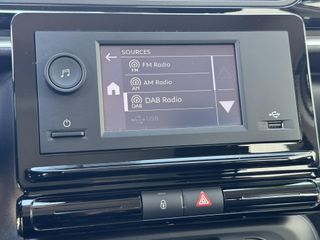 SOURCES
FM Radio
FM
AM Radio
AM
DAB Radio
DAB
USB